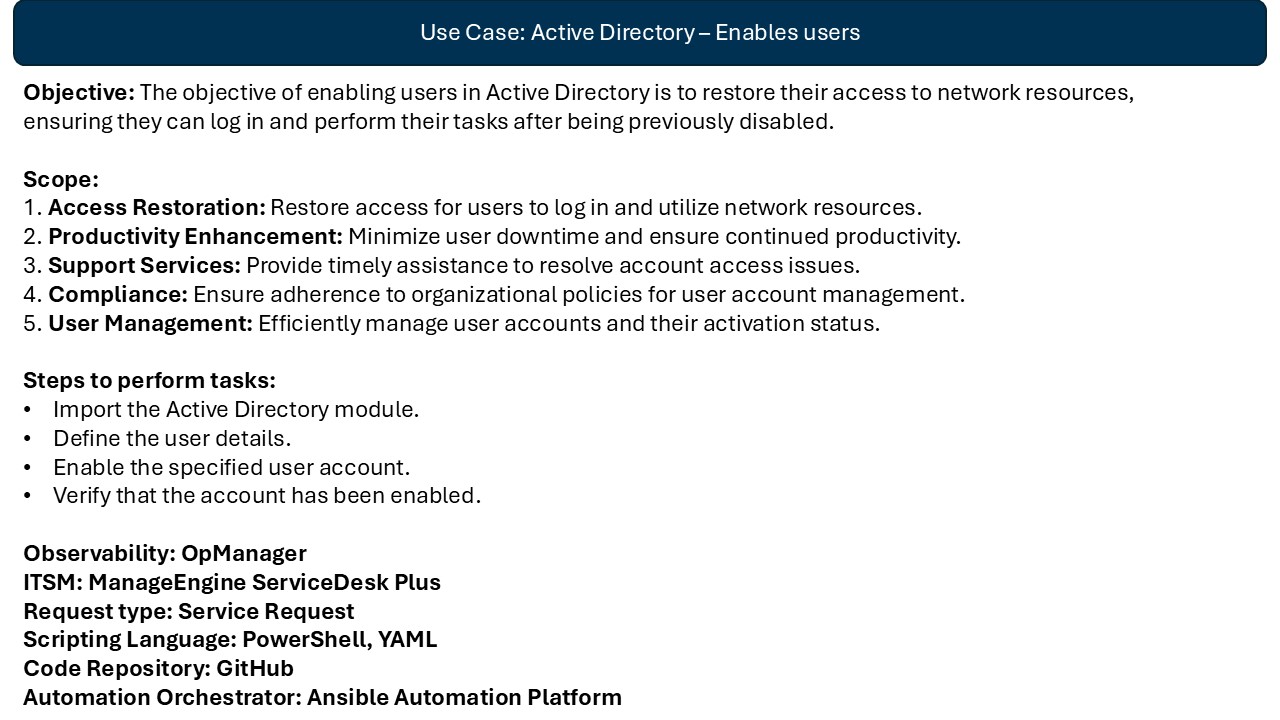 Use Case: Active Directory – Enables users
Objective: The objective of enabling users in Active Directory is to restore their access to network resources,
ensuring they can log in and perform their tasks after being previously disabled.
Scope:
1. Access Restoration: Restore access for users to log in and utilize network resources.
2. Productivity Enhancement: Minimize user downtime and ensure continued productivity.
3. Support Services: Provide timely assistance to resolve account access issues.
4. Compliance: Ensure adherence to organizational policies for user account management.
5. User Management: Efficiently manage user accounts and their activation status.
Steps to perform tasks:
• Import the Active Directory module.
• Define the user details.
• Enable the specified user account.
• Verify that the account has been enabled.
Observability: OpManager
ITSM: ManageEngine ServiceDesk Plus
Request type: Service Request
Scripting Language: PowerShell, YAML
Code Repository: GitHub
Automation Orchestrator: Ansible Automation Platform